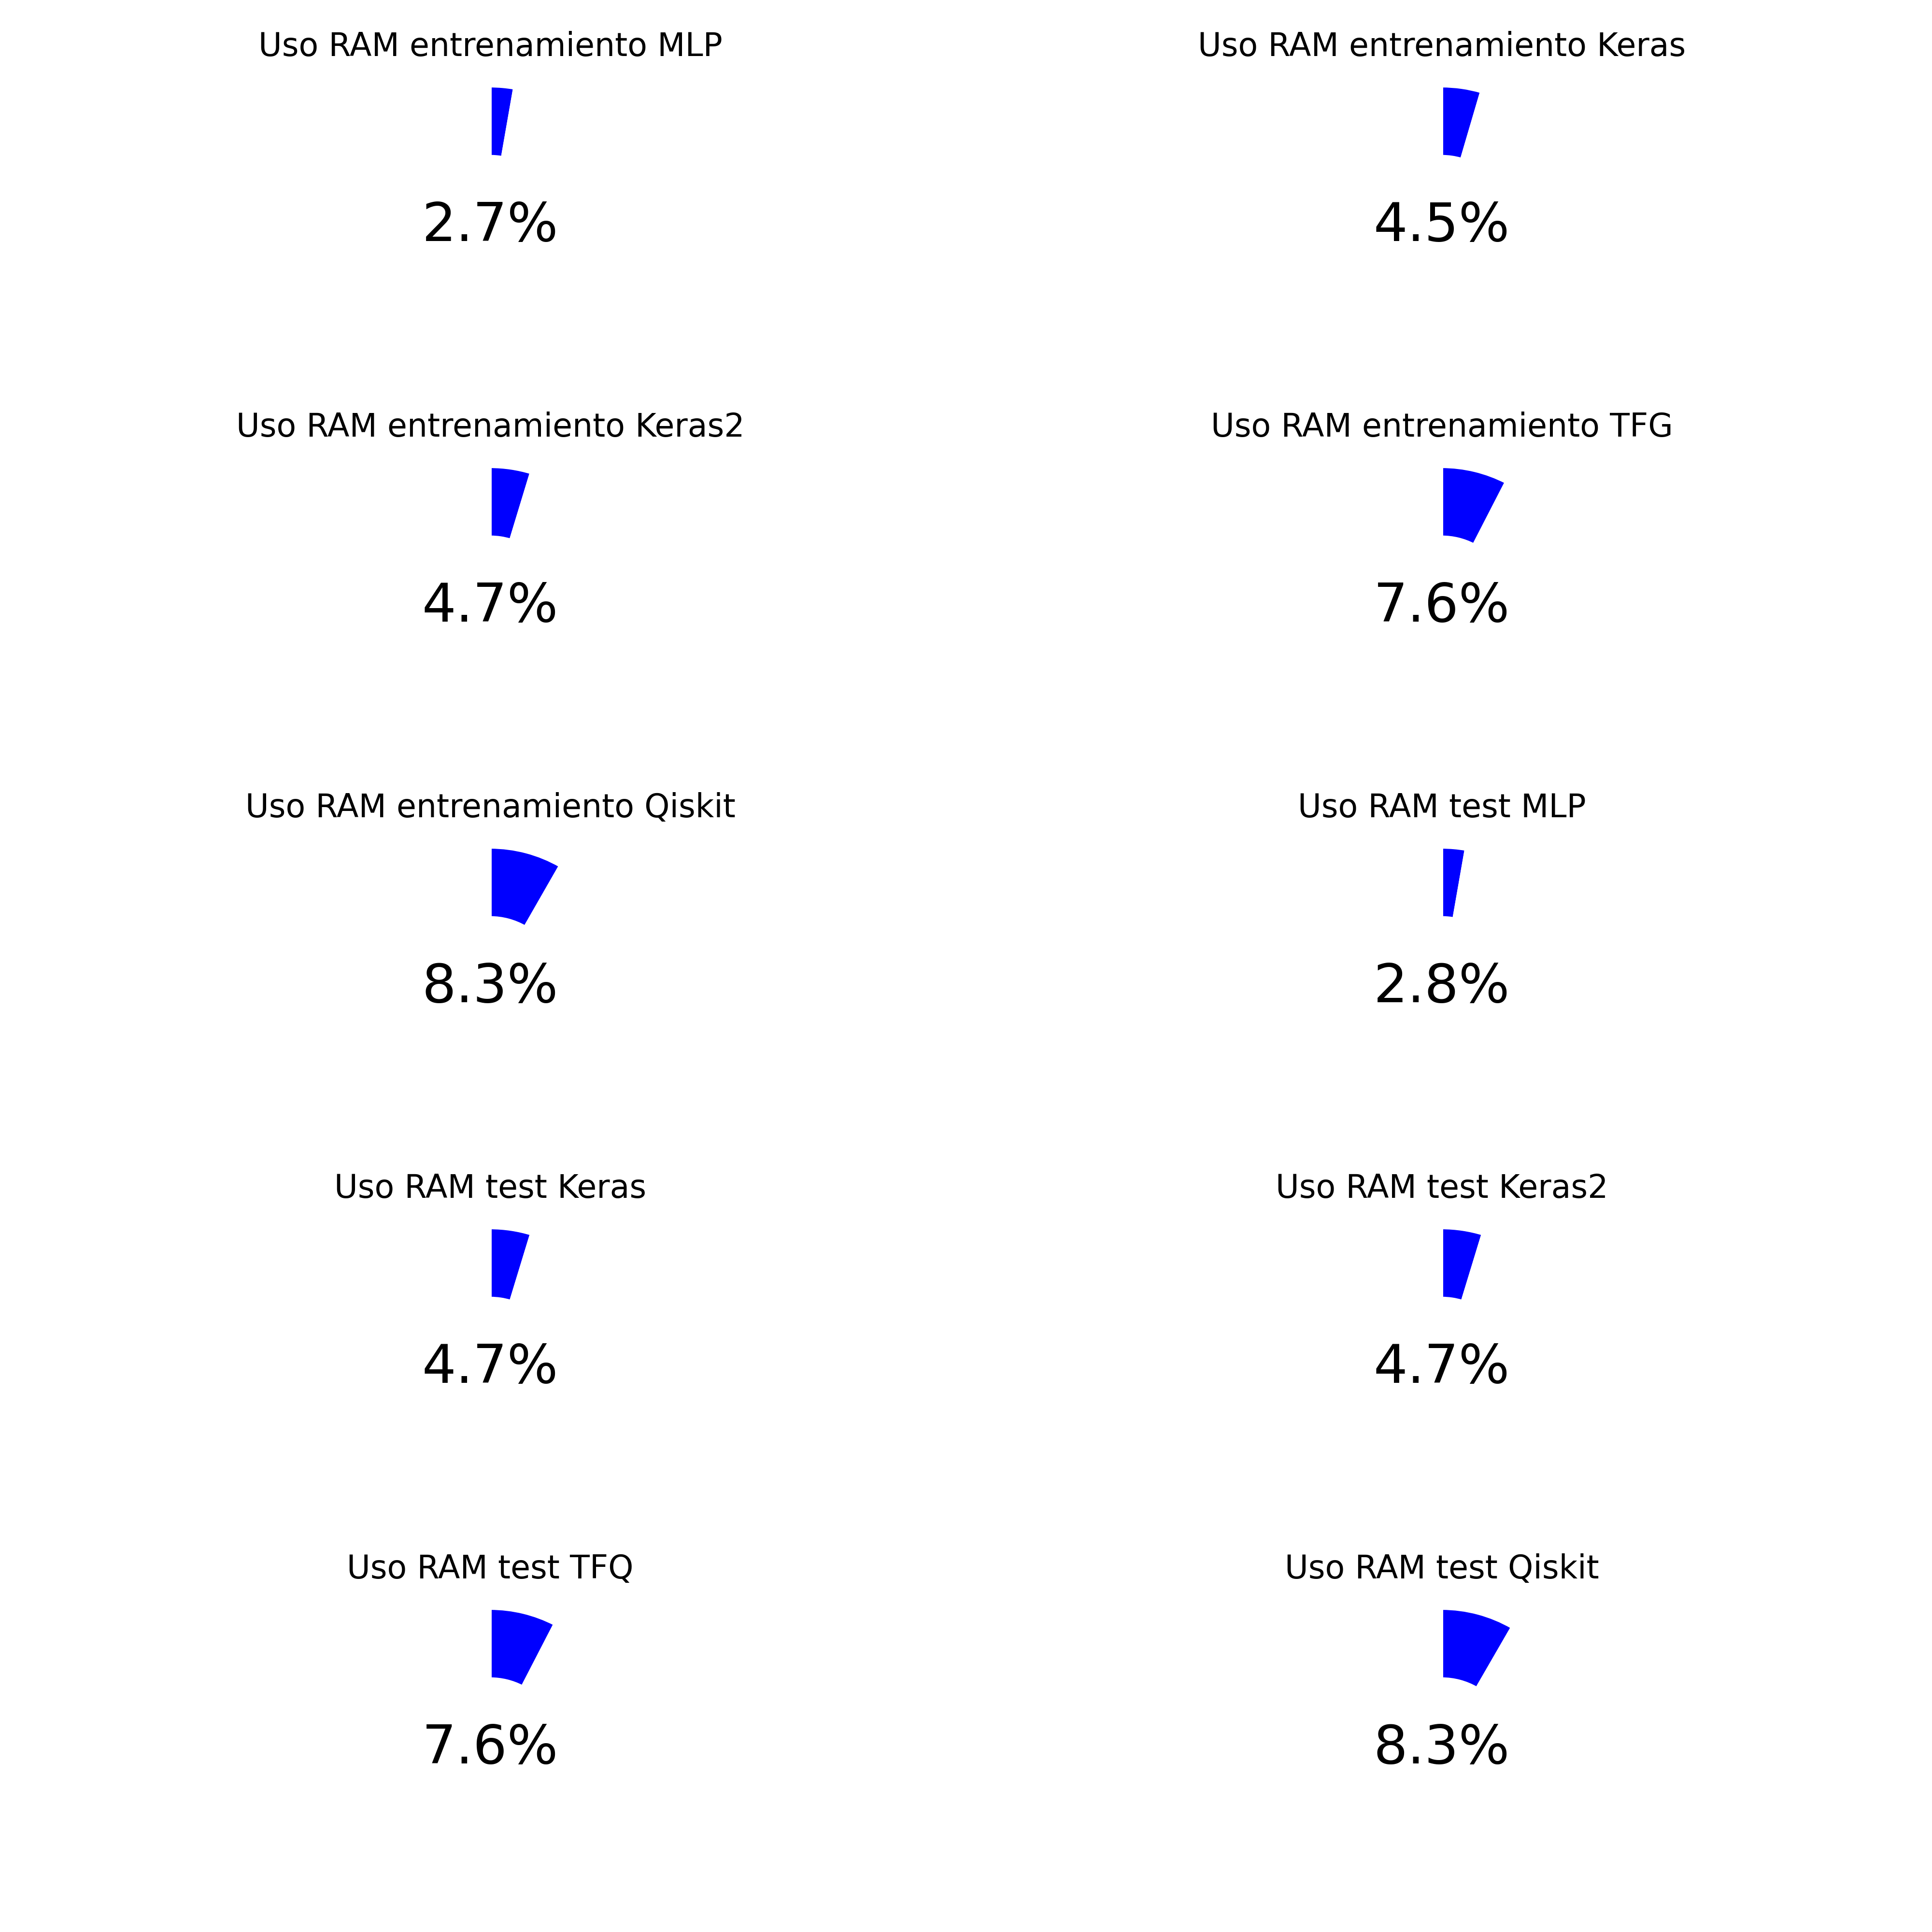 Uso RAM entrenamiento MLP
2.7%
Uso RAM entrenamiento Keras
4.5%
Uso RAM entrenamiento Keras2
4.7%
Uso RAM entrenamiento TFG
7.6%
Uso RAM entrenamiento Qiskit
8.3%
Uso RAM test MLP
2.8%
Uso RAM test Keras
4.7%
Uso RAM test Keras2
4.7%
Uso RAM test TFQ
7.6%
Uso RAM test Qiskit
8.3%